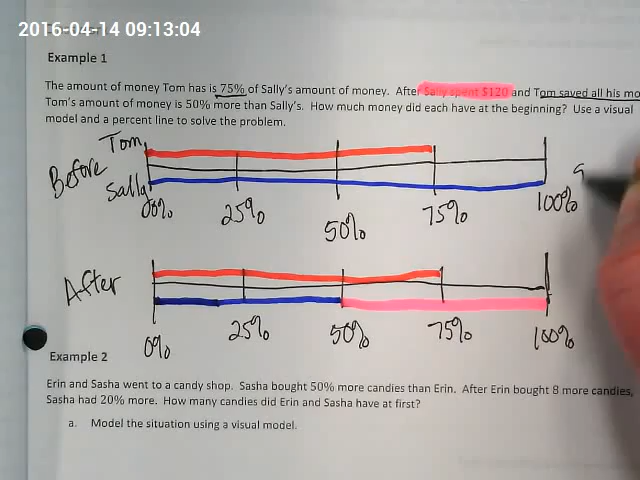 2016-04-14 09:13:04
Example 1
The amount of money Tom has is 75% of Sally's amount of money. After Sally spent $120 and Tom saved all his mo
Tom's amount of money is 50% more than Sally's. How much money did each have at the beginning? Use a visual
model and a percent line to solve the problem.
Before
Tom
Sally
0% 25% 50% 75% 100%
After
0% 25% 50% 75% 100%
Example 2
Erin and Sasha went to a candy shop. Sasha bought 50% more candies than Erin. After Erin bought 8 more candies,
Sasha had 20% more. How many candies did Erin and Sasha have at first?
a. Model the situation using a visual model.